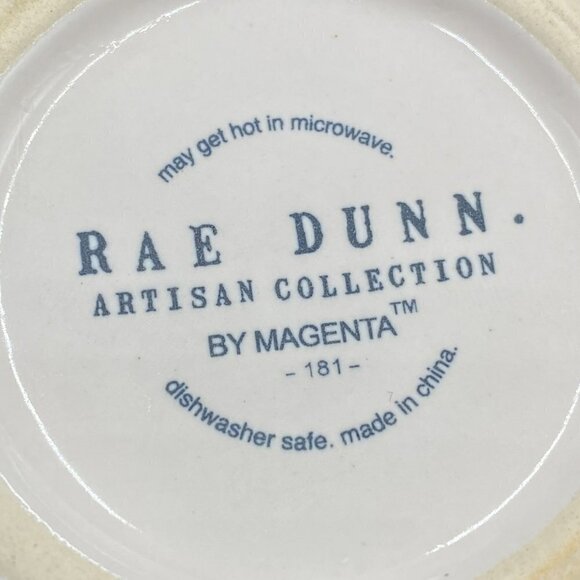 may get hot in microwave.
RAE DUNN.
ARTISAN COLLECTION
BY MAGENTA™
- 181 -
dishwasher safe. made in china.